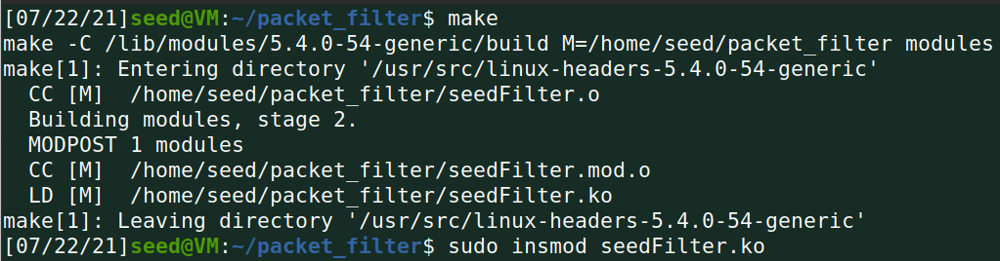 [07/22/21]seed@VM:~/packet_filter$ make
make -C /lib/modules/5.4.0-54-generic/build M=/home/seed/packet_filter modules
make[1]: Entering directory '/usr/src/linux-headers-5.4.0-54-generic'
  CC [M]  /home/seed/packet_filter/seedFilter.o
  Building modules, stage 2.
  MODPOST 1 modules
  CC [M]  /home/seed/packet_filter/seedFilter.mod.o
  LD [M]  /home/seed/packet_filter/seedFilter.ko
make[1]: Leaving directory '/usr/src/linux-headers-5.4.0-54-generic'
[07/22/21]seed@VM:~/packet_filter$ sudo insmod seedFilter.ko